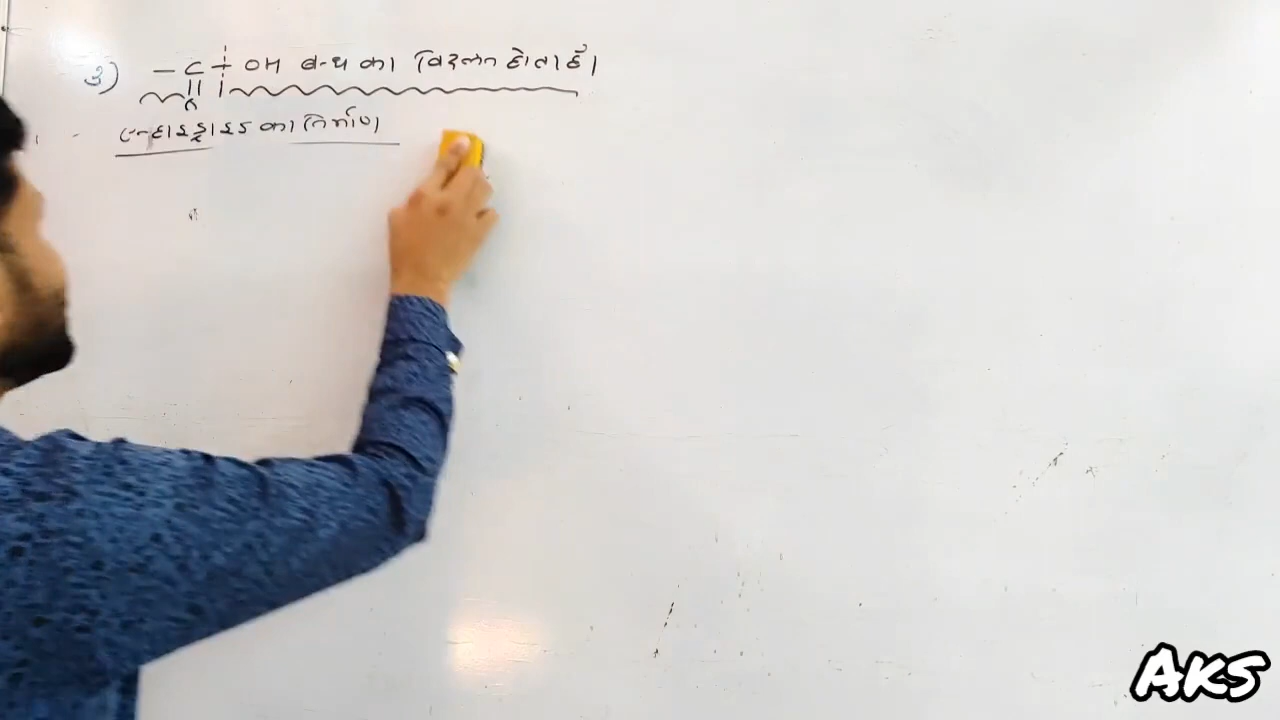 3) – C + OH बन्ध का विदलन होता है।
||
O
एनहाइड्राइड का निर्माण
AKS